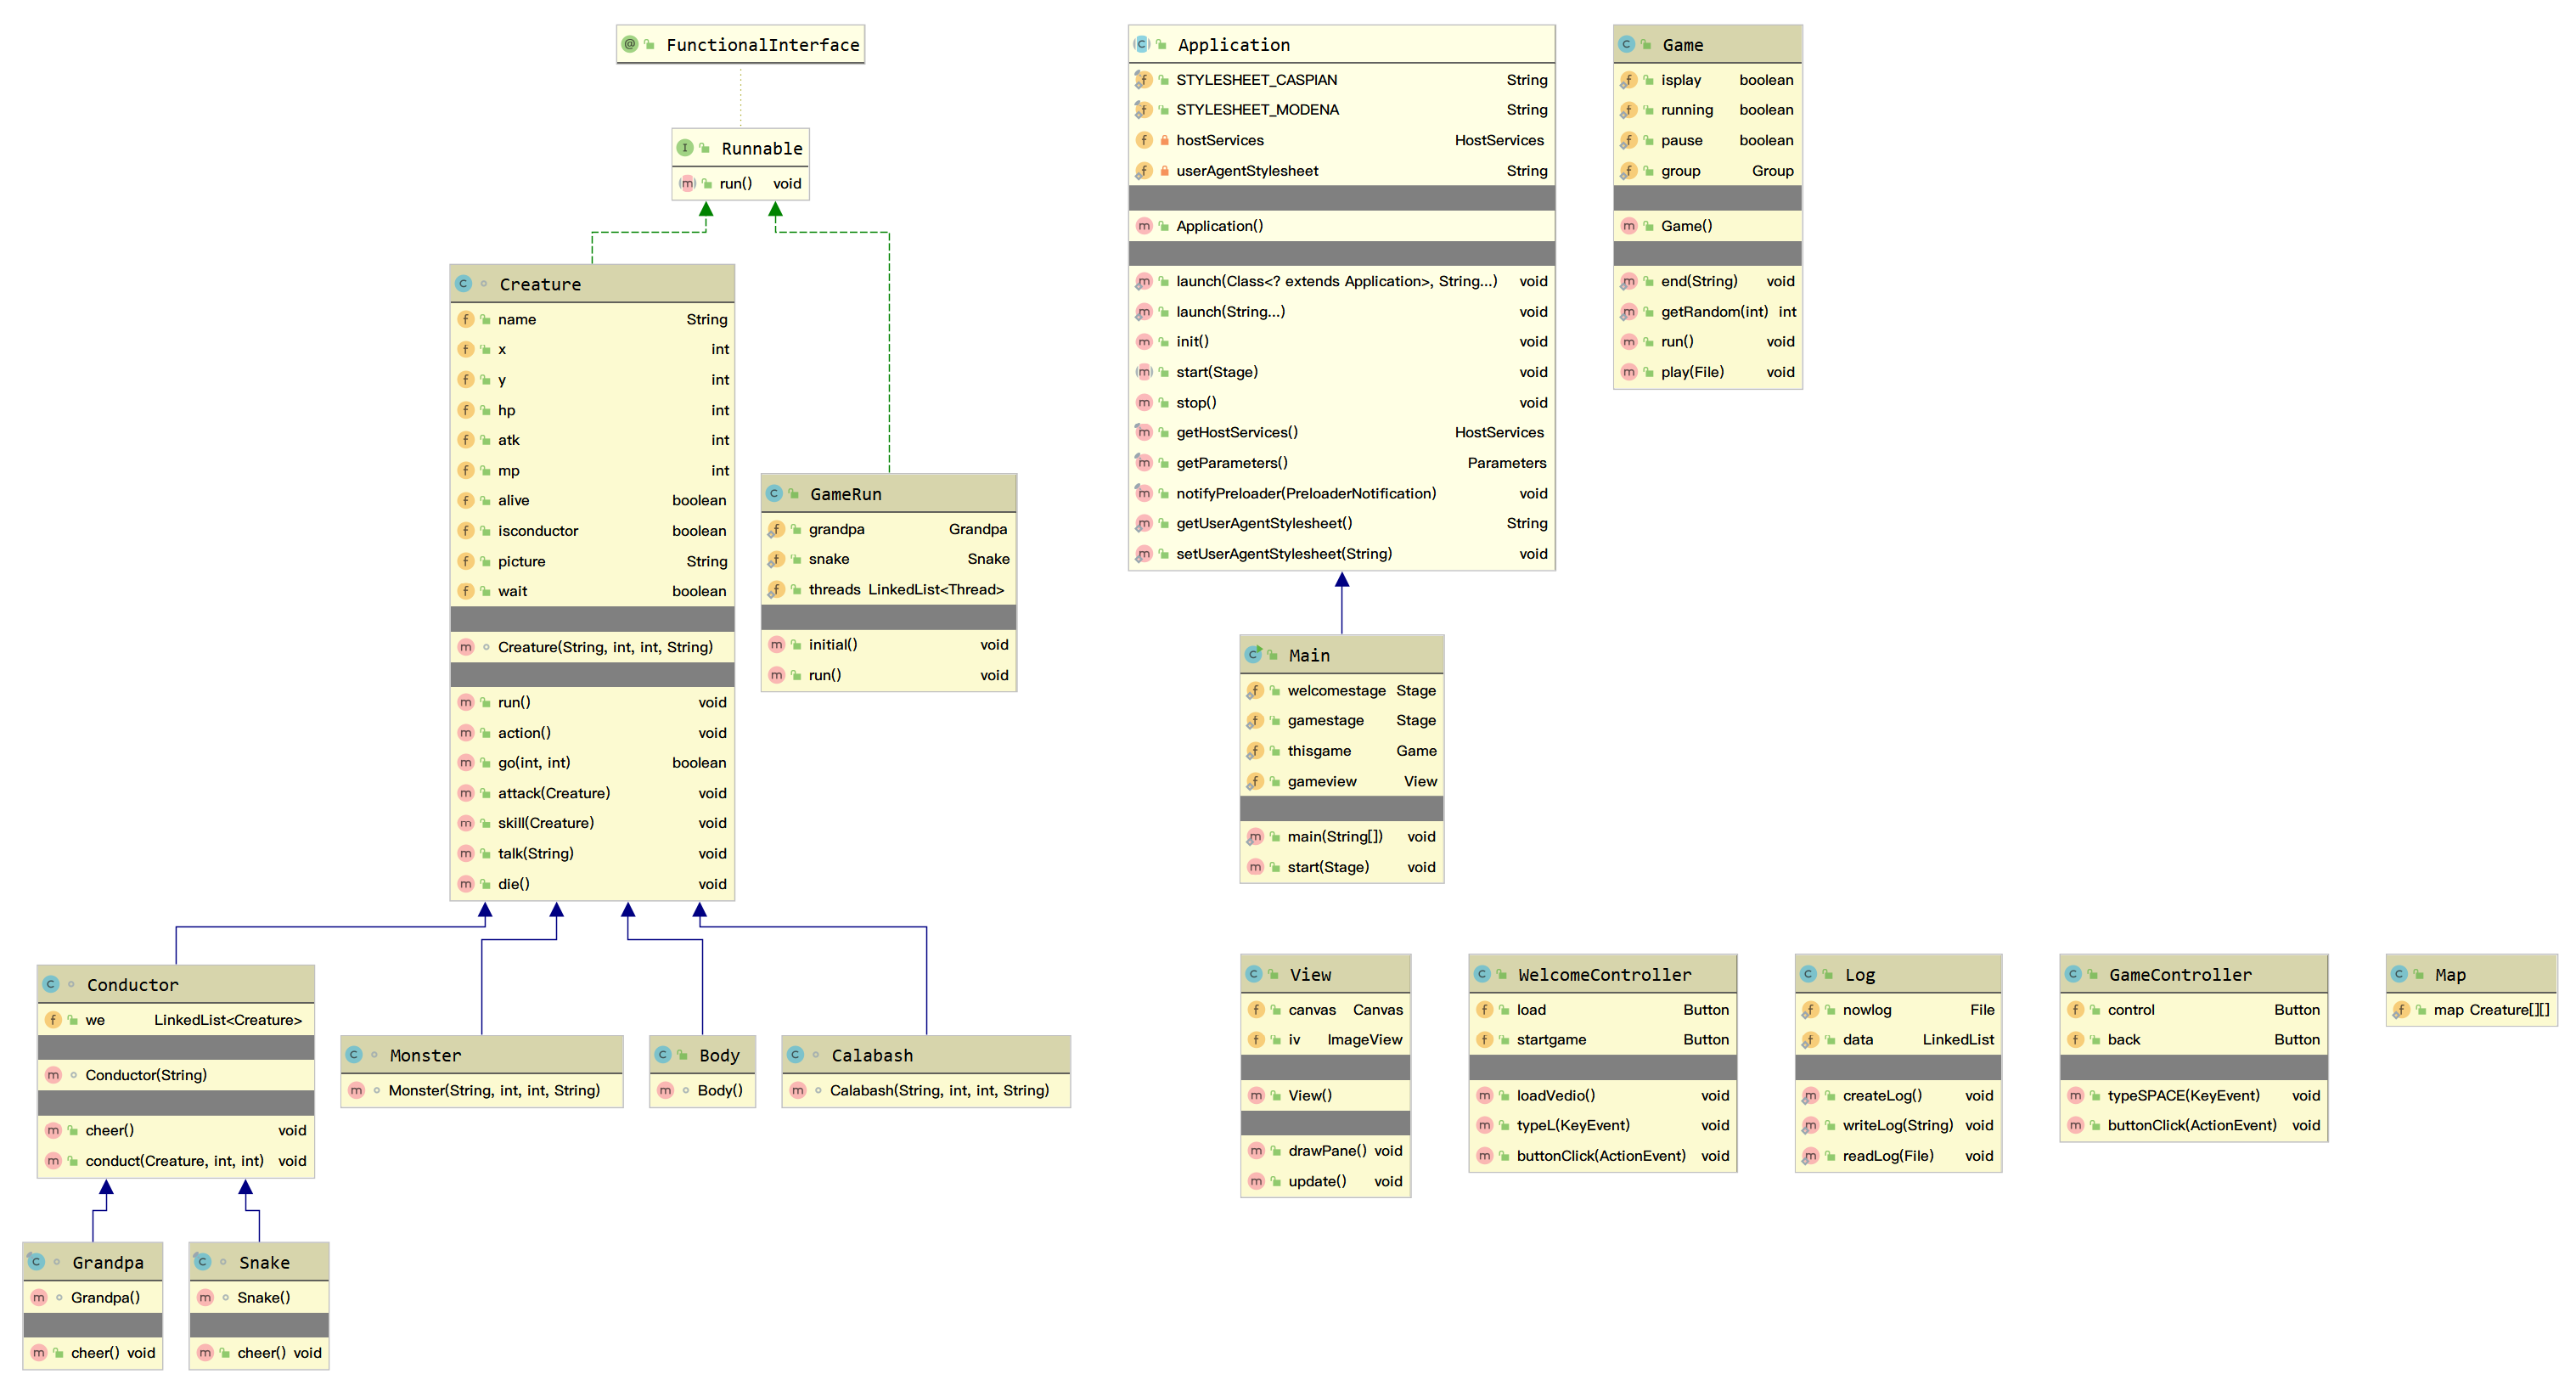 FunctionalInterface
Runnable
run() void
Creature
name String
x int
y int
hp int
atk int
mp int
alive boolean
isconductor boolean
picture String
wait boolean
Creature(String, int, int, String)
run() void
action() void
go(int, int) boolean
attack(Creature) void
skill(Creature) void
talk(String) void
die() void
GameRun
grandpa Grandpa
snake Snake
threads LinkedList<Thread>
initial() void
run() void
Conductor
we LinkedList<Creature>
Conductor(String)
cheer() void
conduct(Creature, int, int) void
Monster
Monster(String, int, int, String)
Body
Body()
Calabash
Calabash(String, int, int, String)
Grandpa
Grandpa()
cheer() void
Snake
Snake()
cheer() void
Application
STYLESHEET_CASPIAN String
STYLESHEET_MODENA String
hostServices HostServices
userAgentStylesheet String
Application()
launch(Class<? extends Application>, String...) void
launch(String...) void
init() void
start(Stage) void
stop() void
getHostServices() HostServices
getParameters() Parameters
notifyPreloader(PreloaderNotification) void
getUserAgentStylesheet() String
setUserAgentStylesheet(String) void
Game
isplay boolean
running boolean
pause boolean
group Group
Game()
end(String) void
getRandom(int) int
run() void
play(File) void
Main
welcomestage Stage
gamestage Stage
thisgame Game
gameview View
main(String[]) void
start(Stage) void
View
canvas Canvas
iv ImageView
View()
drawPane() void
update() void
WelcomeController
load Button
startgame Button
loadVedio() void
typeL(KeyEvent) void
buttonClick(ActionEvent) void
Log
nowlog File
data LinkedList
createLog() void
writeLog(String) void
readLog(File) void
GameController
control Button
back Button
typeSPACE(KeyEvent) void
buttonClick(ActionEvent) void
Map
map Creature[][]